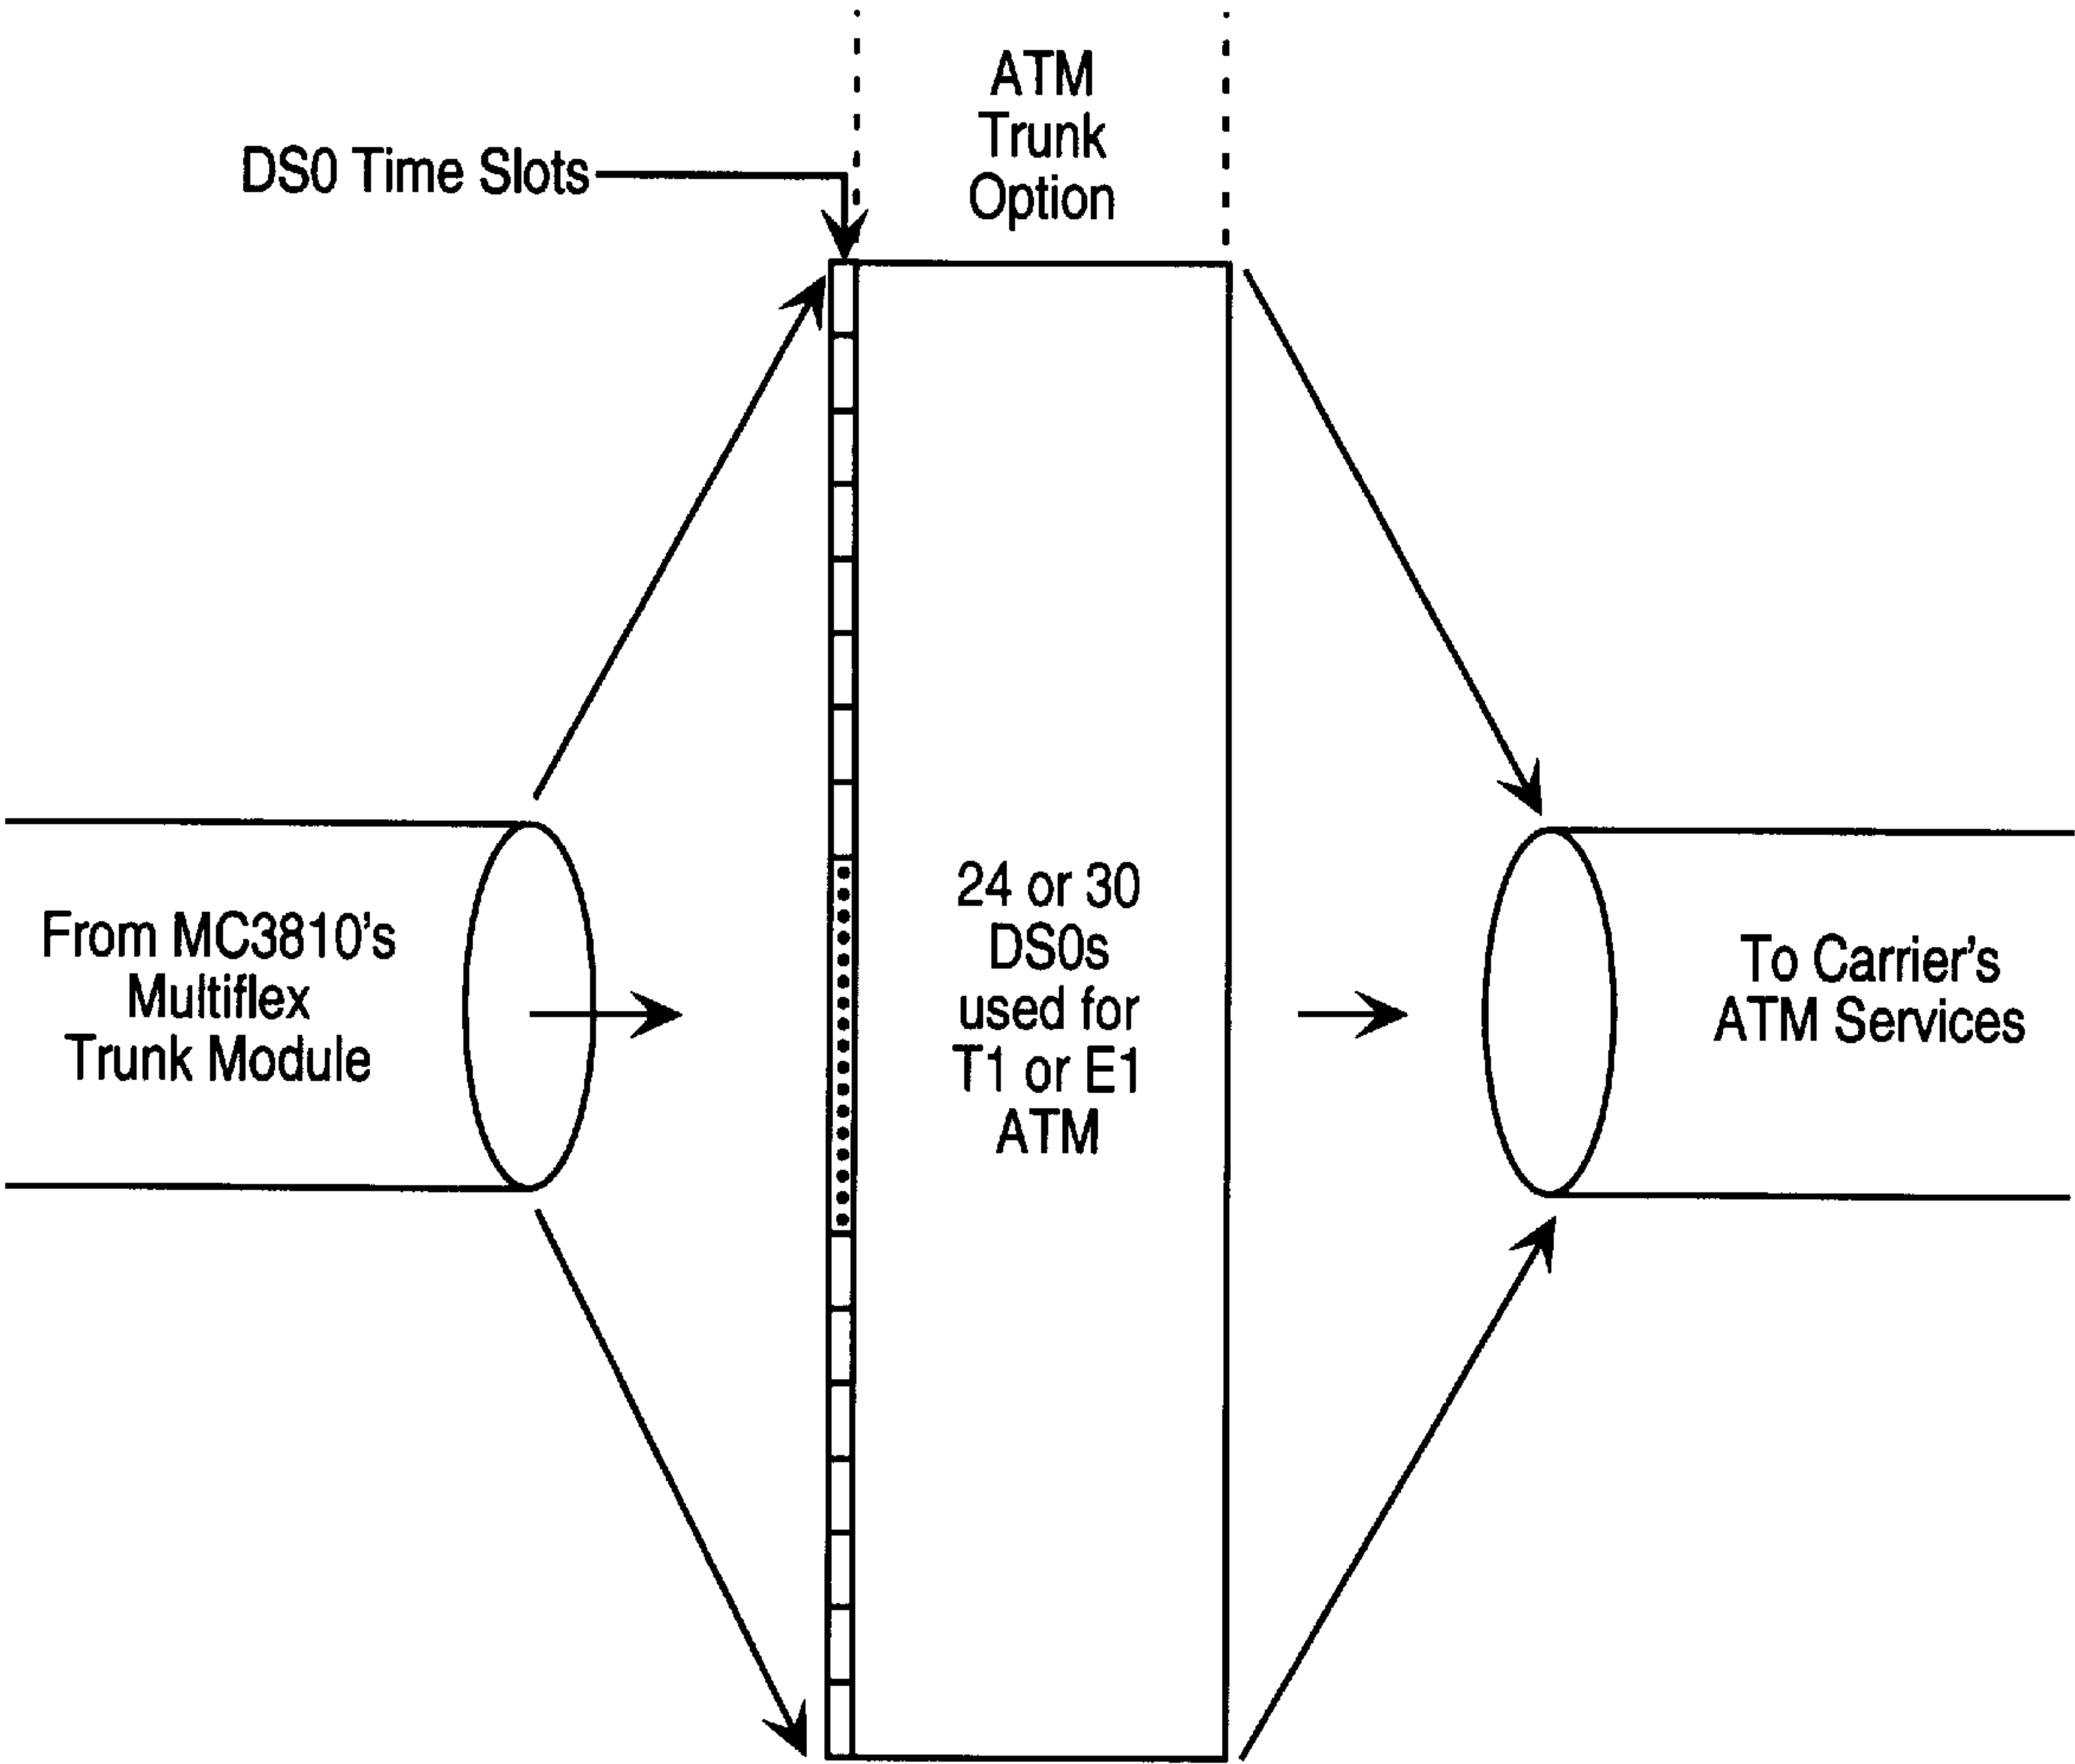 ATM
Trunk
Option
DS0 Time Slots
From MC3810's
Multiflex
Trunk Module
24 or 30
DS0s
used for
T1 or E1
ATM
To Carrier's
ATM Services